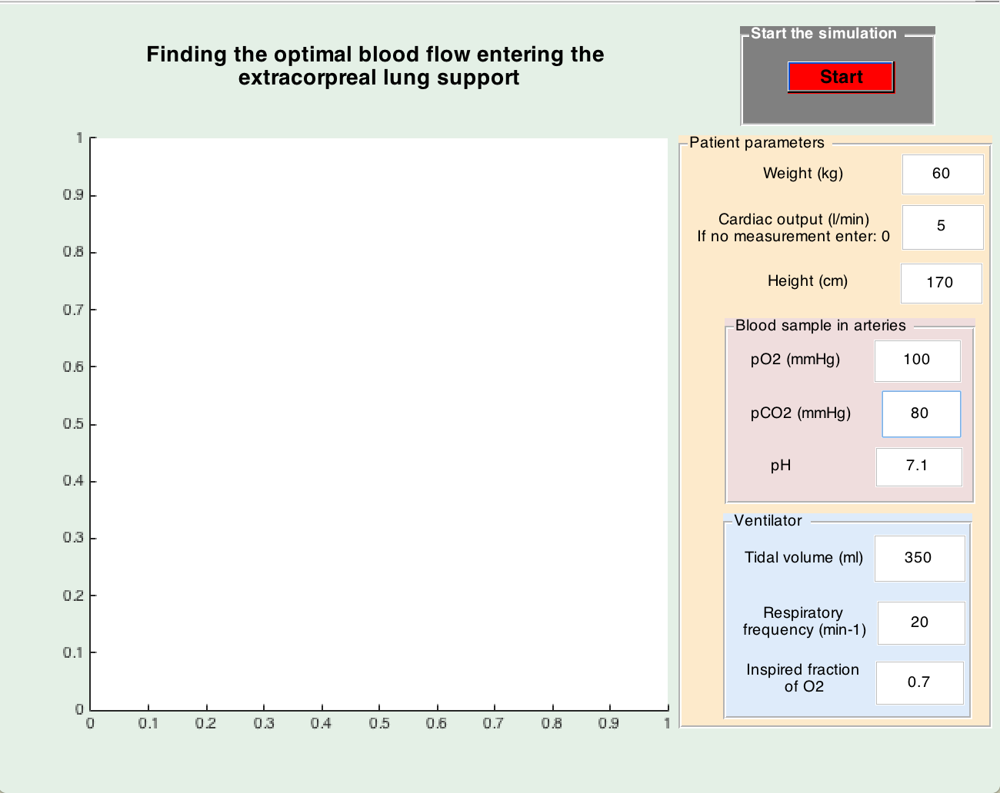 Finding the optimal blood flow entering the
extracorpreal lung support
Start the simulation
Start
1
0.9
0.8
0.7
0.6
0.5
0.4
0.3
0.2
0.1
0
0 0.1 0.2 0.3 0.4 0.5 0.6 0.7 0.8 0.9 1
Patient parameters
Weight (kg) 60
Cardiac output (l/min)
If no measurement enter: 0
5
Height (cm) 170
Blood sample in arteries
pO2 (mmHg) 100
pCO2 (mmHg) 80
pH 7.1
Ventilator
Tidal volume (ml) 350
Respiratory
frequency (min-1)
20
Inspired fraction
of O2
0.7